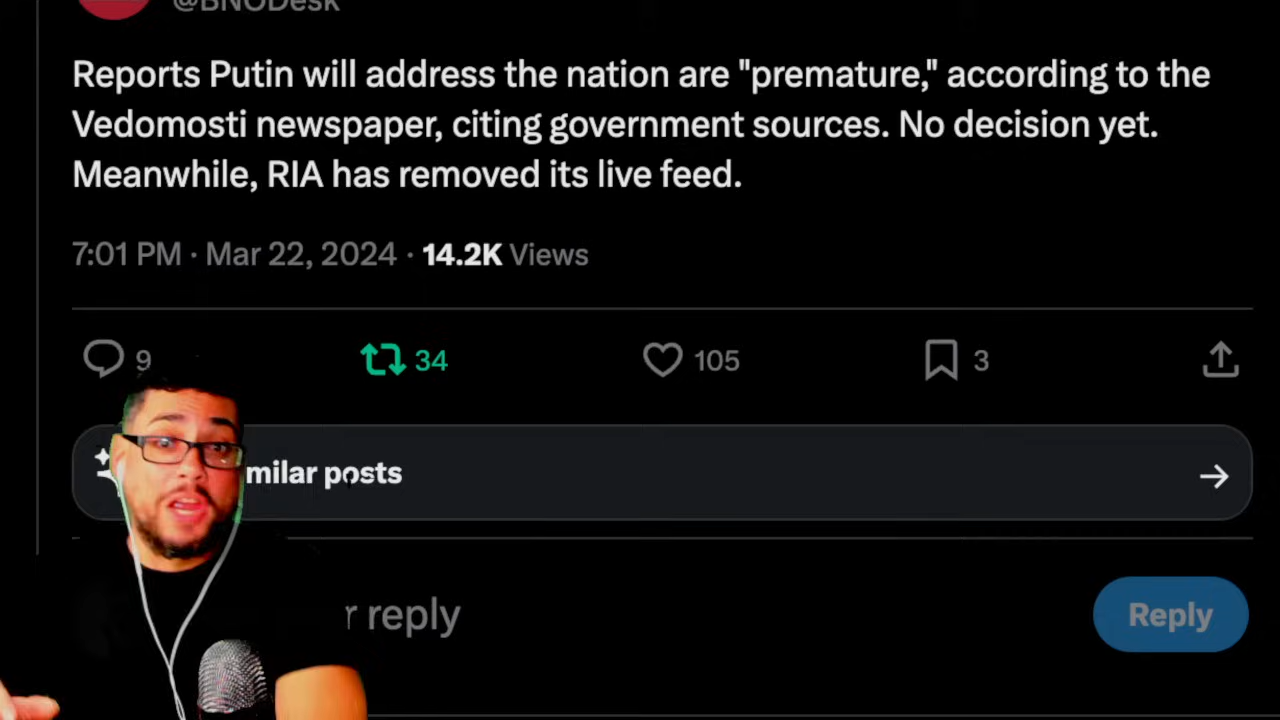 @BNODesk
Reports Putin will address the nation are "premature," according to the
Vedomosti newspaper, citing government sources. No decision yet.
Meanwhile, RIA has removed its live feed.
7:01 PM · Mar 22, 2024 · 14.2K Views
9 34 105 3
milar posts
r reply
Reply